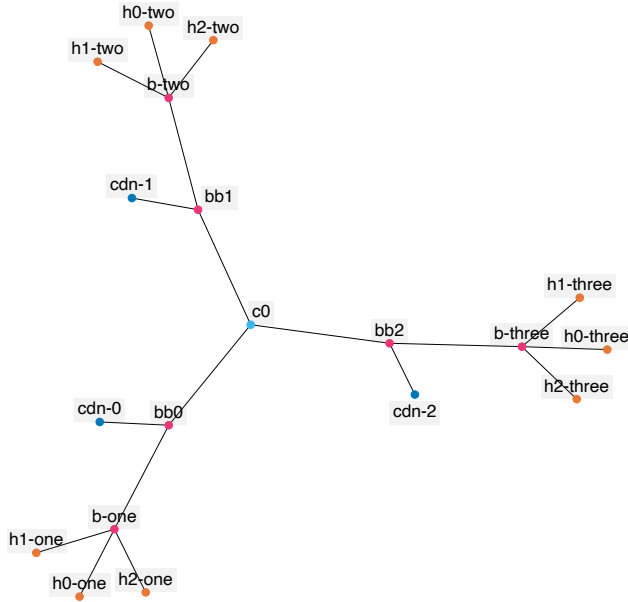 h0-two
h2-two
h1-two
b-two
cdn-1
bb1
h1-three
c0
bb2
b-three
h0-three
h2-three
cdn-0
bb0
cdn-2
b-one
h1-one
h0-one
h2-one